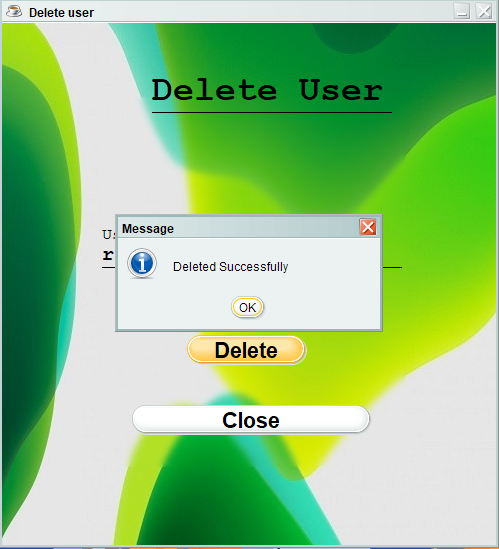 Delete user
Delete User
Message
Deleted Successfully
OK
Delete
Close